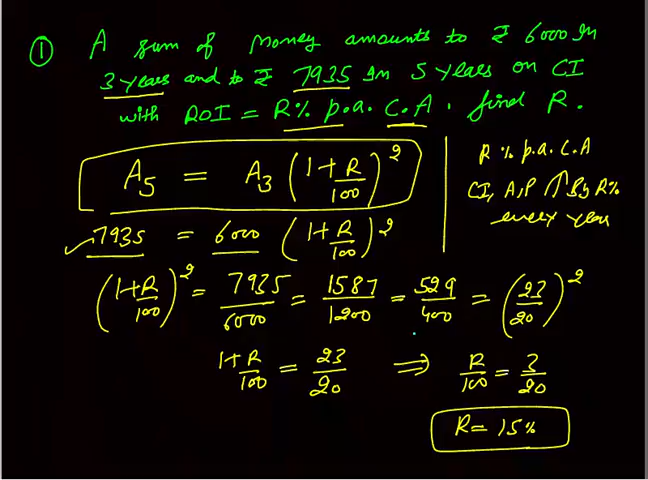 ① A sum of money amounts to ₹ 6000 In
3 years and to ₹ 7935 In 5 years on CI
with ROI = R% p.a. C.A. find R.
A₅ = A₃ (1+R/100)²
R % p.a. C.A
CI, A, P ↑ By R%
every year
✓7935 = 6000 (1+R/100)²
(1+R/100)² = 7935/6000 = 1587/1200 = 529/400 = (23/20)²
1+R/100 = 23/20 ⇒ R/100 = 3/20
R = 15%